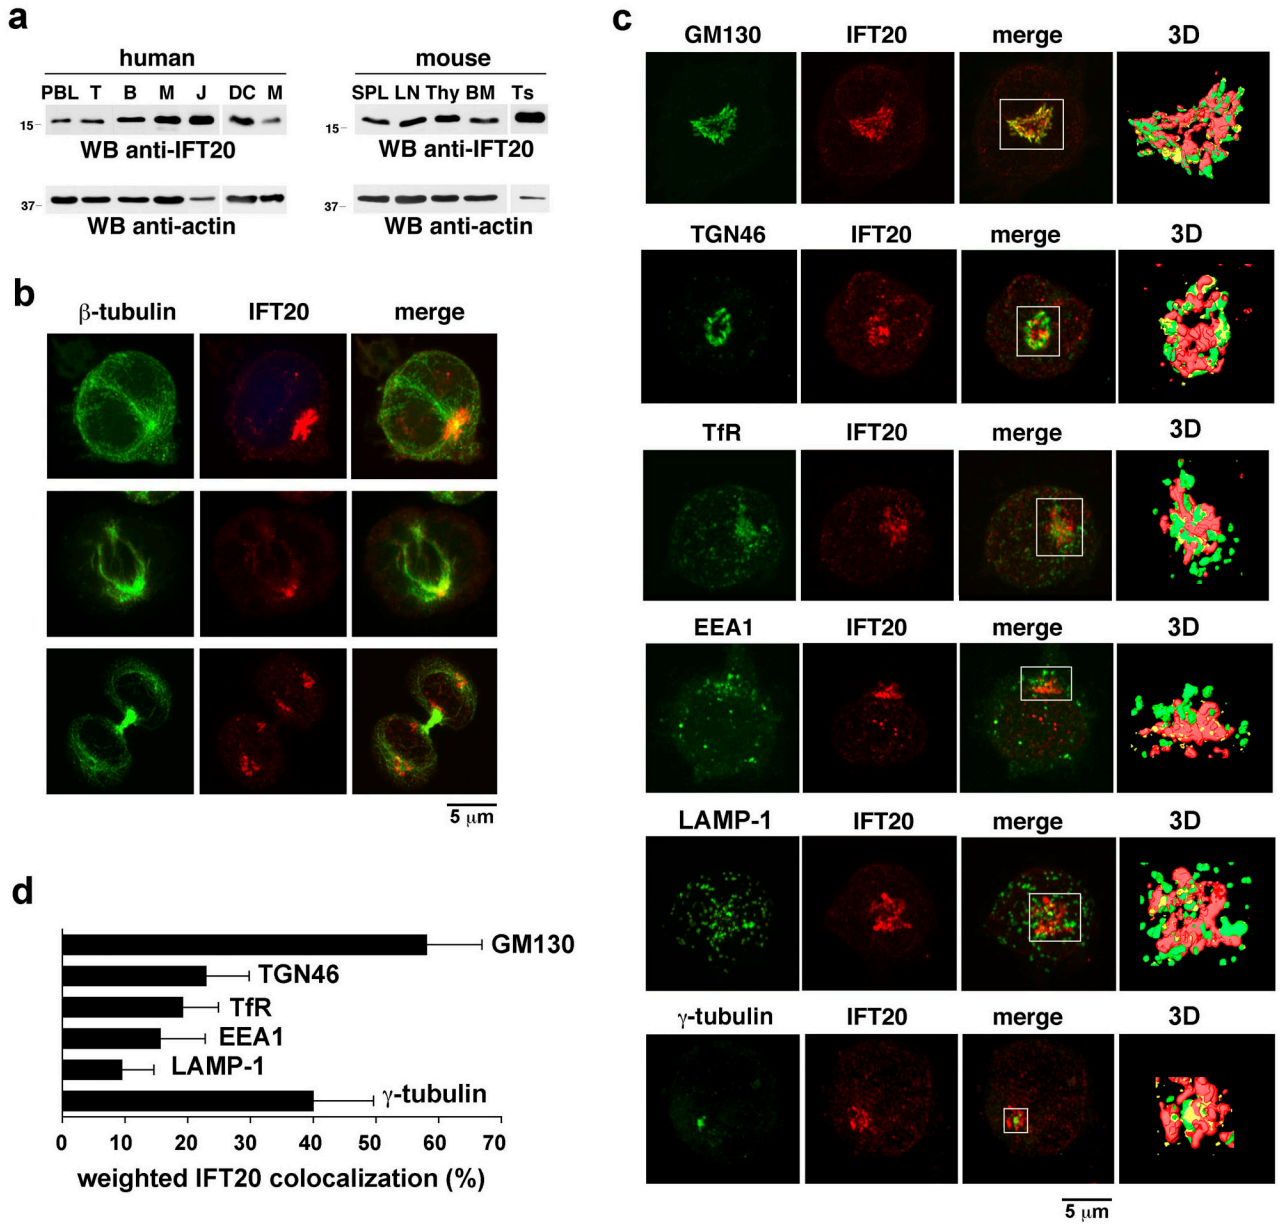 a
human
PBL T B M J DC M
15
WB anti-IFT20
37
WB anti-actin
mouse
SPL LN Thy BM Ts
15
WB anti-IFT20
37
WB anti-actin
b
β-tubulin IFT20 merge
5 μm
c
GM130 IFT20 merge 3D
TGN46 IFT20 merge 3D
TfR IFT20 merge 3D
EEA1 IFT20 merge 3D
LAMP-1 IFT20 merge 3D
γ-tubulin IFT20 merge 3D
5 μm
d
GM130
TGN46
TfR
EEA1
LAMP-1
γ-tubulin
0 10 20 30 40 50 60 70
weighted IFT20 colocalization (%)